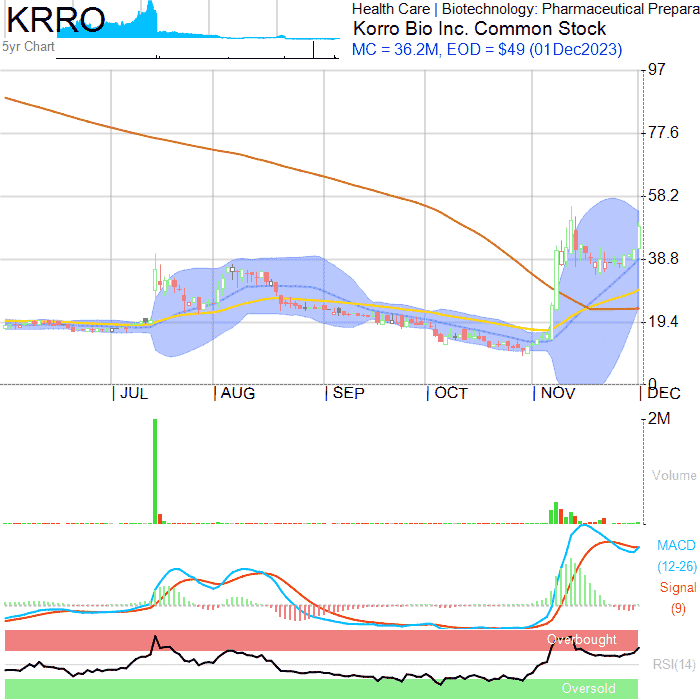 KRRO
5yr Chart
Health Care | Biotechnology: Pharmaceutical Prepara
Korro Bio Inc. Common Stock
MC = 36.2M, EOD = $49 (01Dec2023)
97
77.6
58.2
38.8
19.4
0
JUL AUG SEP OCT NOV DEC
2M
Volume
MACD
(12-26)
Signal
(9)
Overbought
RSI(14)
Oversold